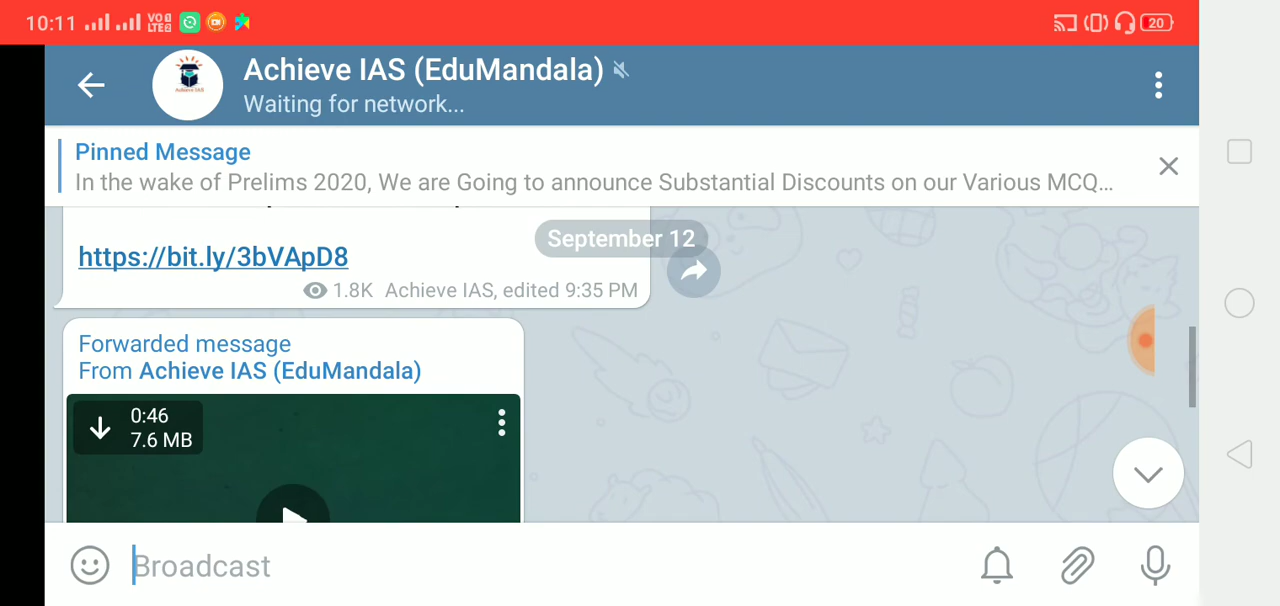 10:11 VO LTE 20
Achieve IAS (EduMandala)
Waiting for network...
Pinned Message
In the wake of Prelims 2020, We are Going to announce Substantial Discounts on our Various MCQ...
September 12
https://bit.ly/3bVApD8
1.8K Achieve IAS, edited 9:35 PM
Forwarded message
From Achieve IAS (EduMandala)
0:46
7.6 MB
Broadcast